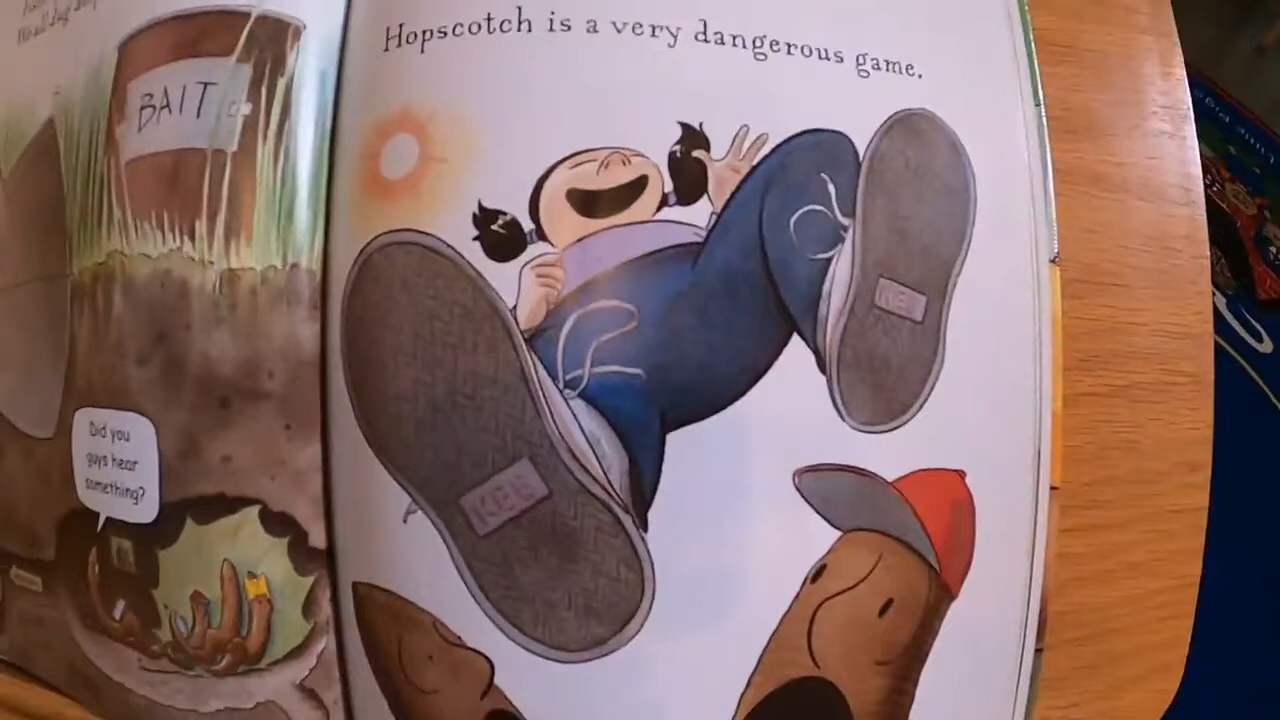 BAIT
Did you
guys hear
something?
Hopscotch is a very dangerous game.